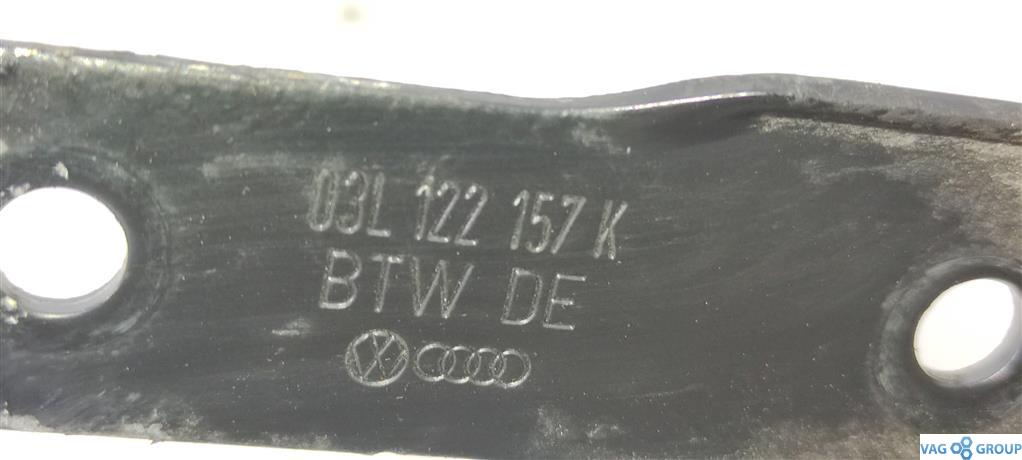 03L 122 157 K
BTW DE
VAG GROUP